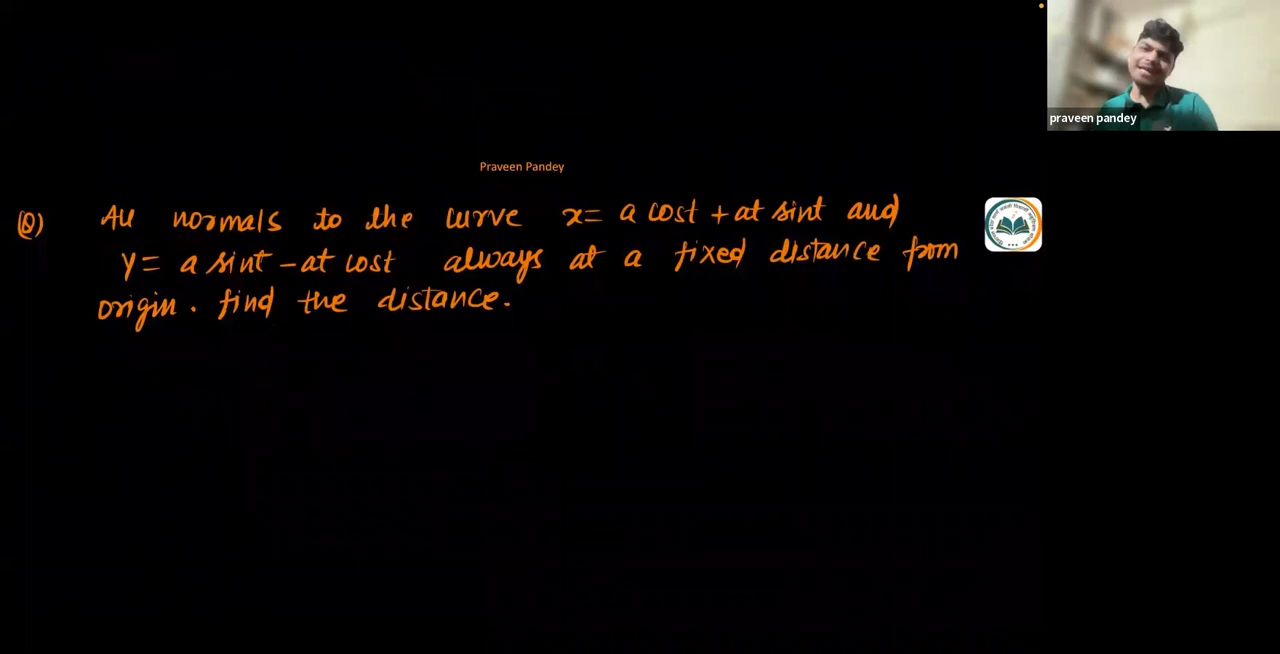 praveen pandey
Praveen Pandey
(Q) All normals to the curve x = a cost + at sint and
y = a sint - at cost always at a fixed distance from
origin. find the distance.